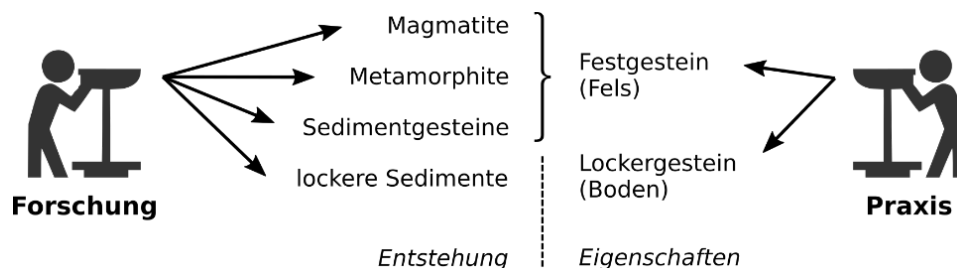 Magmatite
Metamorphite
Sedimentgesteine
lockere Sedimente
Festgestein
(Fels)
Lockergestein
(Boden)
Forschung
Praxis
Entstehung
Eigenschaften